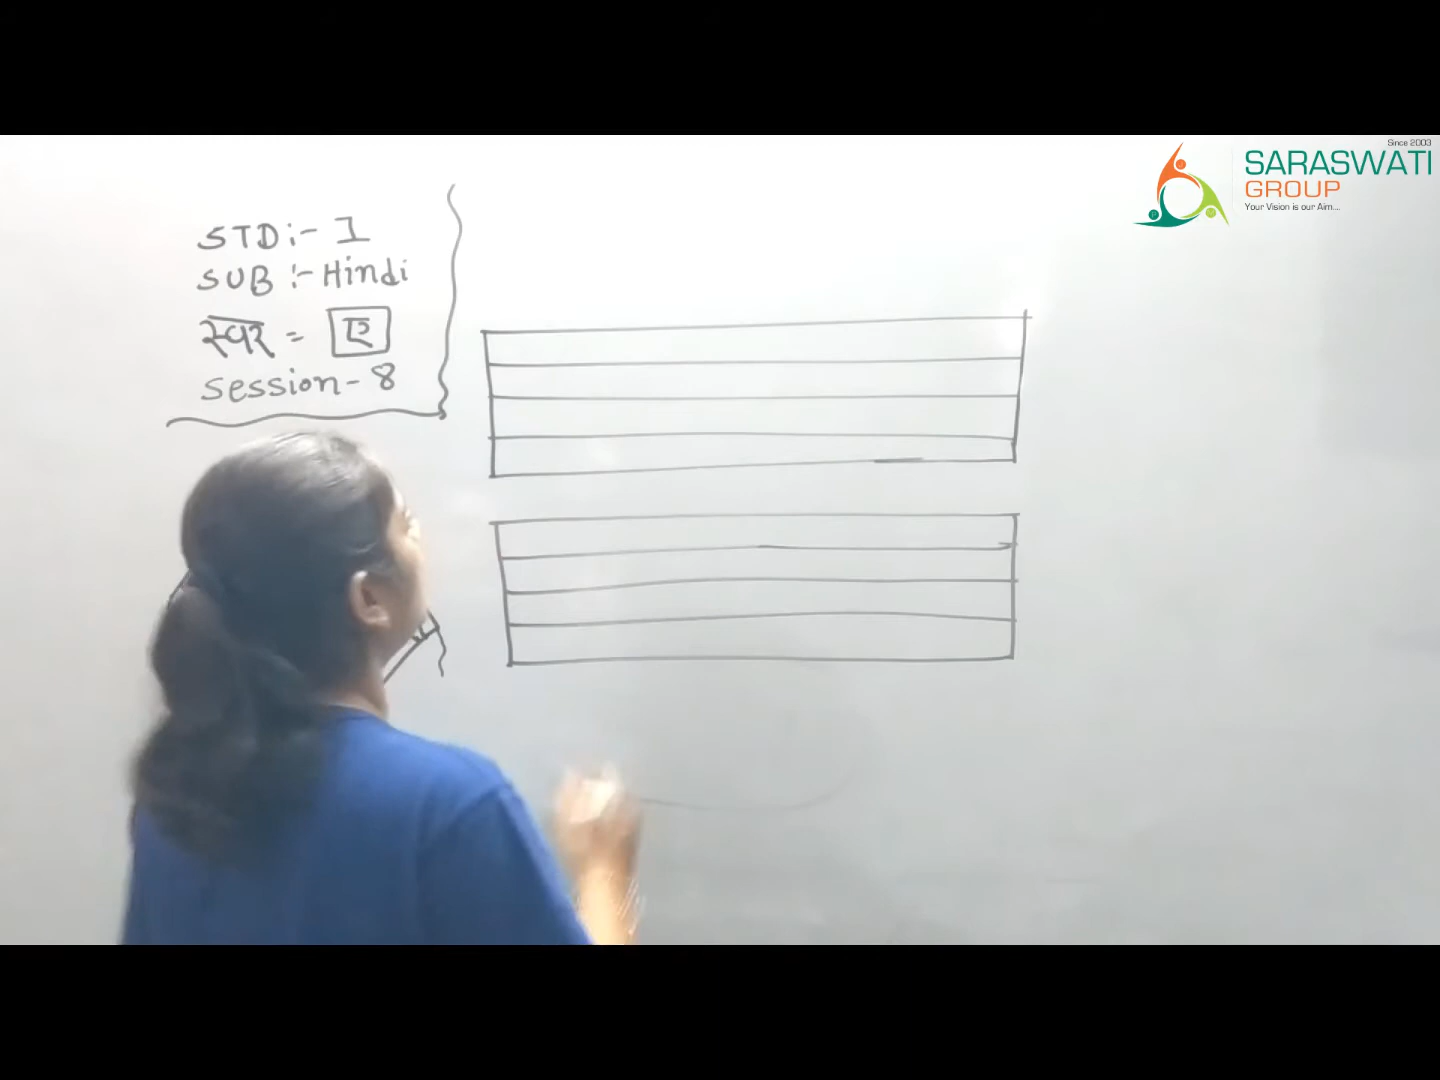 STD:- I
SUB :- Hindi
स्वर = ए
Session - 8
Since 2003
SARASWATI
GROUP
Your Vision is our Aim....